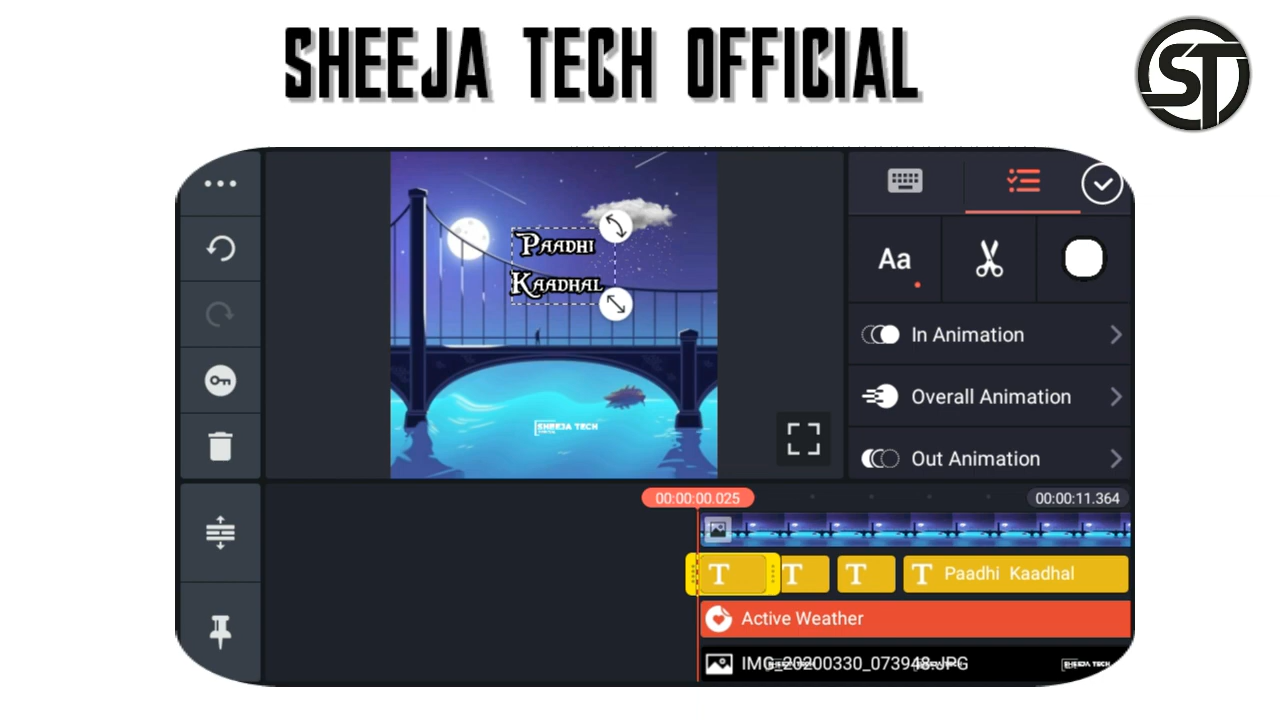 SHEEJA TECH OFFICIAL
ST
PAADHI
KAADHAL
SHEEJA TECH
Aa
In Animation
Overall Animation
Out Animation
00:00:00.025
00:00:11.364
T
T
T
T Paadhi Kaadhal
Active Weather
IMG_20200330_073948.JPG
SHEEJA TECH